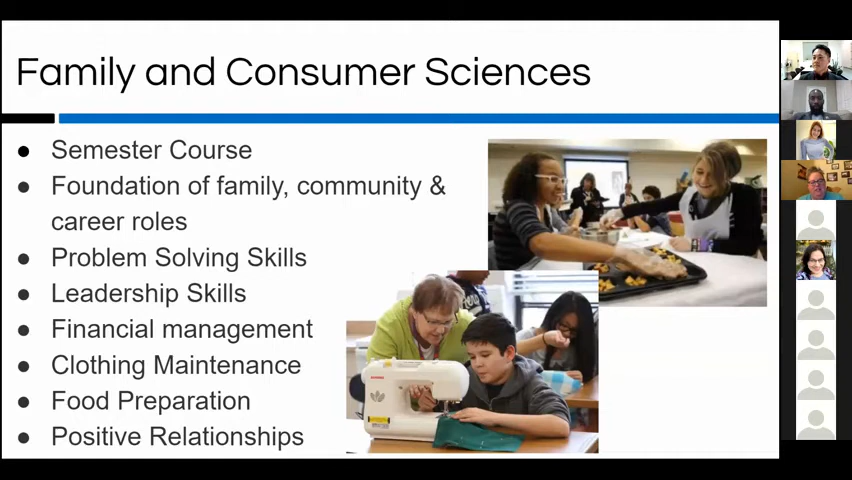 Family and Consumer Sciences
● Semester Course
● Foundation of family, community &
career roles
● Problem Solving Skills
● Leadership Skills
● Financial management
● Clothing Maintenance
● Food Preparation
● Positive Relationships